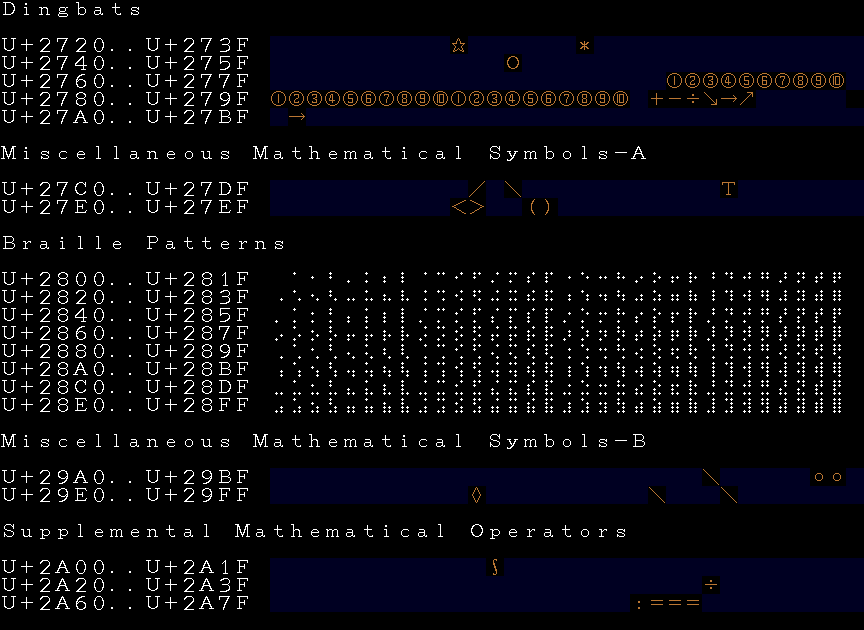 Dingbats
U+2720..U+273F ☆ *
U+2740..U+275F ○
U+2760..U+277F ①②③④⑤⑥⑦⑧⑨⑩
U+2780..U+279F ①②③④⑤⑥⑦⑧⑨⑩①②③④⑤⑥⑦⑧⑨⑩ +−÷↘→↗
U+27A0..U+27BF →
Miscellaneous Mathematical Symbols-A
U+27C0..U+27DF ╱ ╲ T
U+27E0..U+27EF <> ()
Braille Patterns
U+2800..U+281F ⠀⠁⠂⠃⠄⠅⠆⠇⠈⠉⠊⠋⠌⠍⠎⠏⠐⠑⠒⠓⠔⠕⠖⠗⠘⠙⠚⠛⠜⠝⠞⠟
U+2820..U+283F ⠠⠡⠢⠣⠤⠥⠦⠧⠨⠩⠪⠫⠬⠭⠮⠯⠰⠱⠲⠳⠴⠵⠶⠷⠸⠹⠺⠻⠼⠽⠾⠿
U+2840..U+285F ⡀⡁⡂⡃⡄⡅⡆⡇⡈⡉⡊⡋⡌⡍⡎⡏⡐⡑⡒⡓⡔⡕⡖⡗⡘⡙⡚⡛⡜⡝⡞⡟
U+2860..U+287F ⡠⡡⡢⡣⡤⡥⡦⡧⡨⡩⡪⡫⡬⡭⡮⡯⡰⡱⡲⡳⡴⡵⡶⡷⡸⡹⡺⡻⡼⡽⡾⡿
U+2880..U+289F ⢀⢁⢂⢃⢄⢅⢆⢇⢈⢉⢊⢋⢌⢍⢎⢏⢐⢑⢒⢓⢔⢕⢖⢗⢘⢙⢚⢛⢜⢝⢞⢟
U+28A0..U+28BF ⢠⢡⢢⢣⢤⢥⢦⢧⢨⢩⢪⢫⢬⢭⢮⢯⢰⢱⢲⢳⢴⢵⢶⢷⢸⢹⢺⢻⢼⢽⢾⢿
U+28C0..U+28DF ⣀⣁⣂⣃⣄⣅⣆⣇⣈⣉⣊⣋⣌⣍⣎⣏⣐⣑⣒⣓⣔⣕⣖⣗⣘⣙⣚⣛⣜⣝⣞⣟
U+28E0..U+28FF ⣠⣡⣢⣣⣤⣥⣦⣧⣨⣩⣪⣫⣬⣭⣮⣯⣰⣱⣲⣳⣴⣵⣶⣷⣸⣹⣺⣻⣼⣽⣾⣿
Miscellaneous Mathematical Symbols-B
U+29A0..U+29BF ╲ ○○
U+29E0..U+29FF ◊ ╲ ╲
Supplemental Mathematical Operators
U+2A00..U+2A1F ∫
U+2A20..U+2A3F ÷
U+2A60..U+2A7F :===